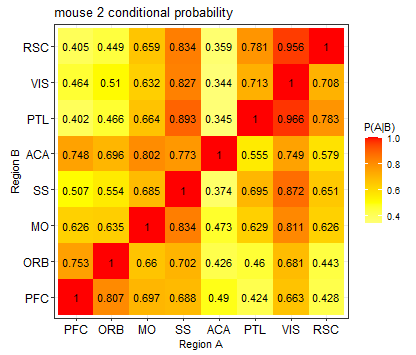 mouse 2 conditional probability
RSC 0.405 0.449 0.659 0.834 0.359 0.781 0.956 1
VIS 0.464 0.51 0.632 0.827 0.344 0.713 1 0.708
PTL 0.402 0.466 0.664 0.893 0.345 1 0.966 0.783
ACA 0.748 0.696 0.802 0.773 1 0.555 0.749 0.579
SS 0.507 0.554 0.685 1 0.374 0.695 0.872 0.651
MO 0.626 0.635 1 0.834 0.473 0.629 0.811 0.626
ORB 0.753 1 0.66 0.702 0.426 0.46 0.681 0.443
PFC 1 0.807 0.697 0.688 0.49 0.424 0.663 0.428
PFC ORB MO SS ACA PTL VIS RSC
Region A
Region B
P(A|B)
1.0
0.8
0.6
0.4